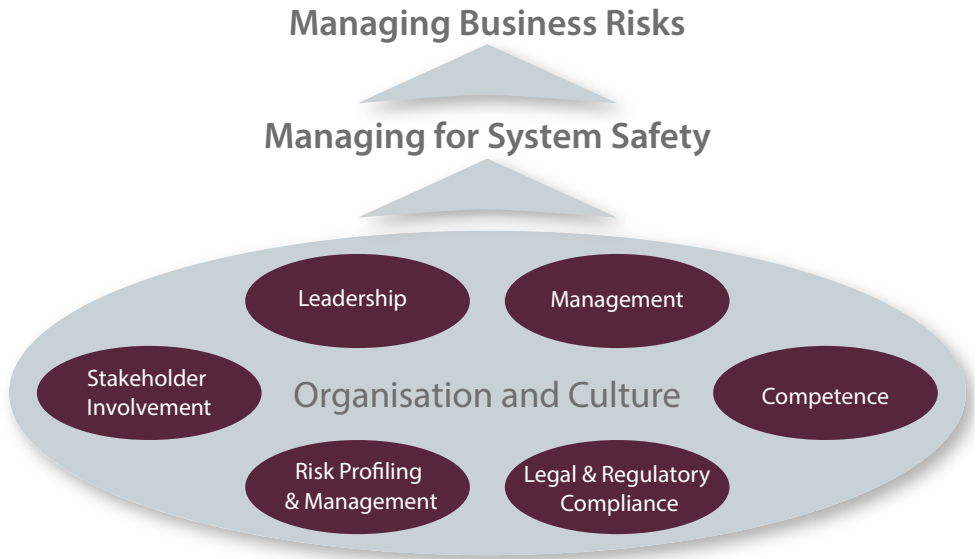 Managing Business Risks
Managing for System Safety
Leadership
Management
Stakeholder
Involvement
Organisation and Culture
Competence
Risk Profiling
& Management
Legal & Regulatory
Compliance